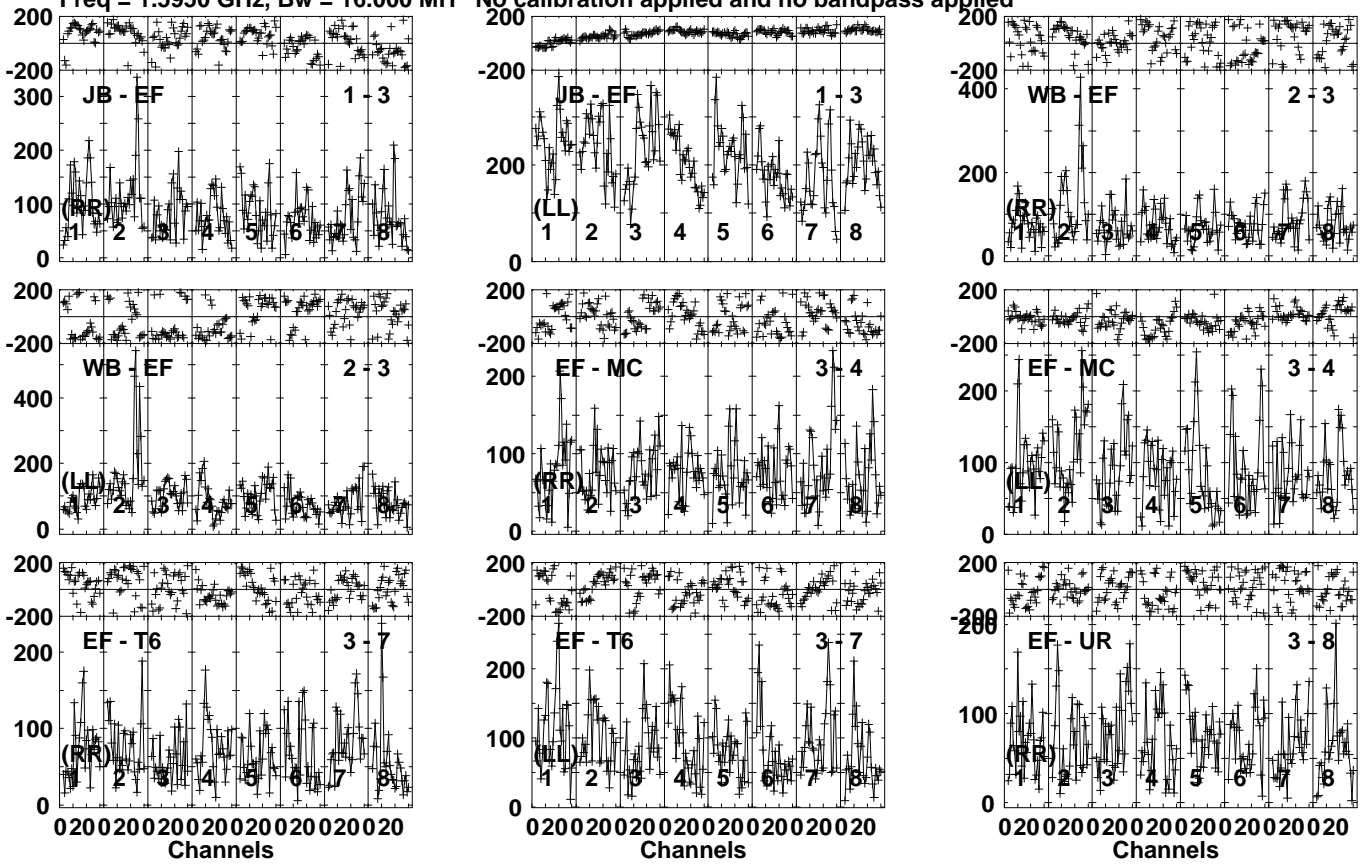 Freq = 1.5950 GHz, Bw = 16.000 MH No calibration applied and no bandpass applied
200 200 200
-200 -200 -200
JB - EF 1 - 3 JB - EF 1 - 3 WB - EF 2 - 3
300 400
200 200 200
100
(RR) (LL) (RR)
1 2 3 4 5 6 7 8 1 2 3 4 5 6 7 8 1 2 3 4 5 6 7 8
0 0 0
200 200 200
-200 -200 -200
WB - EF 2 - 3 EF - MC 3 - 4 EF - MC 3 - 4
400 200 200
200 100 100
(LL) (RR) (LL)
1 2 3 4 5 6 7 8 1 2 3 4 5 6 7 8 1 2 3 4 5 6 7 8
0 0 0
200 200 200
-200 -200 -200
EF - T6 3 - 7 EF - T6 3 - 7 EF - UR 3 - 8
200 200 200
100 100 100
(RR) (LL) (RR)
1 2 3 4 5 6 7 8 1 2 3 4 5 6 7 8 1 2 3 4 5 6 7 8
0 0 0
0 20 0 20 0 20 0 20 0 20 0 20 0 20 0 20 0 20 0 20 0 20 0 20 0 20 0 20 0 20 0 20 0 20 0 20 0 20 0 20 0 20 0 20 0 20 0 20
Channels Channels Channels